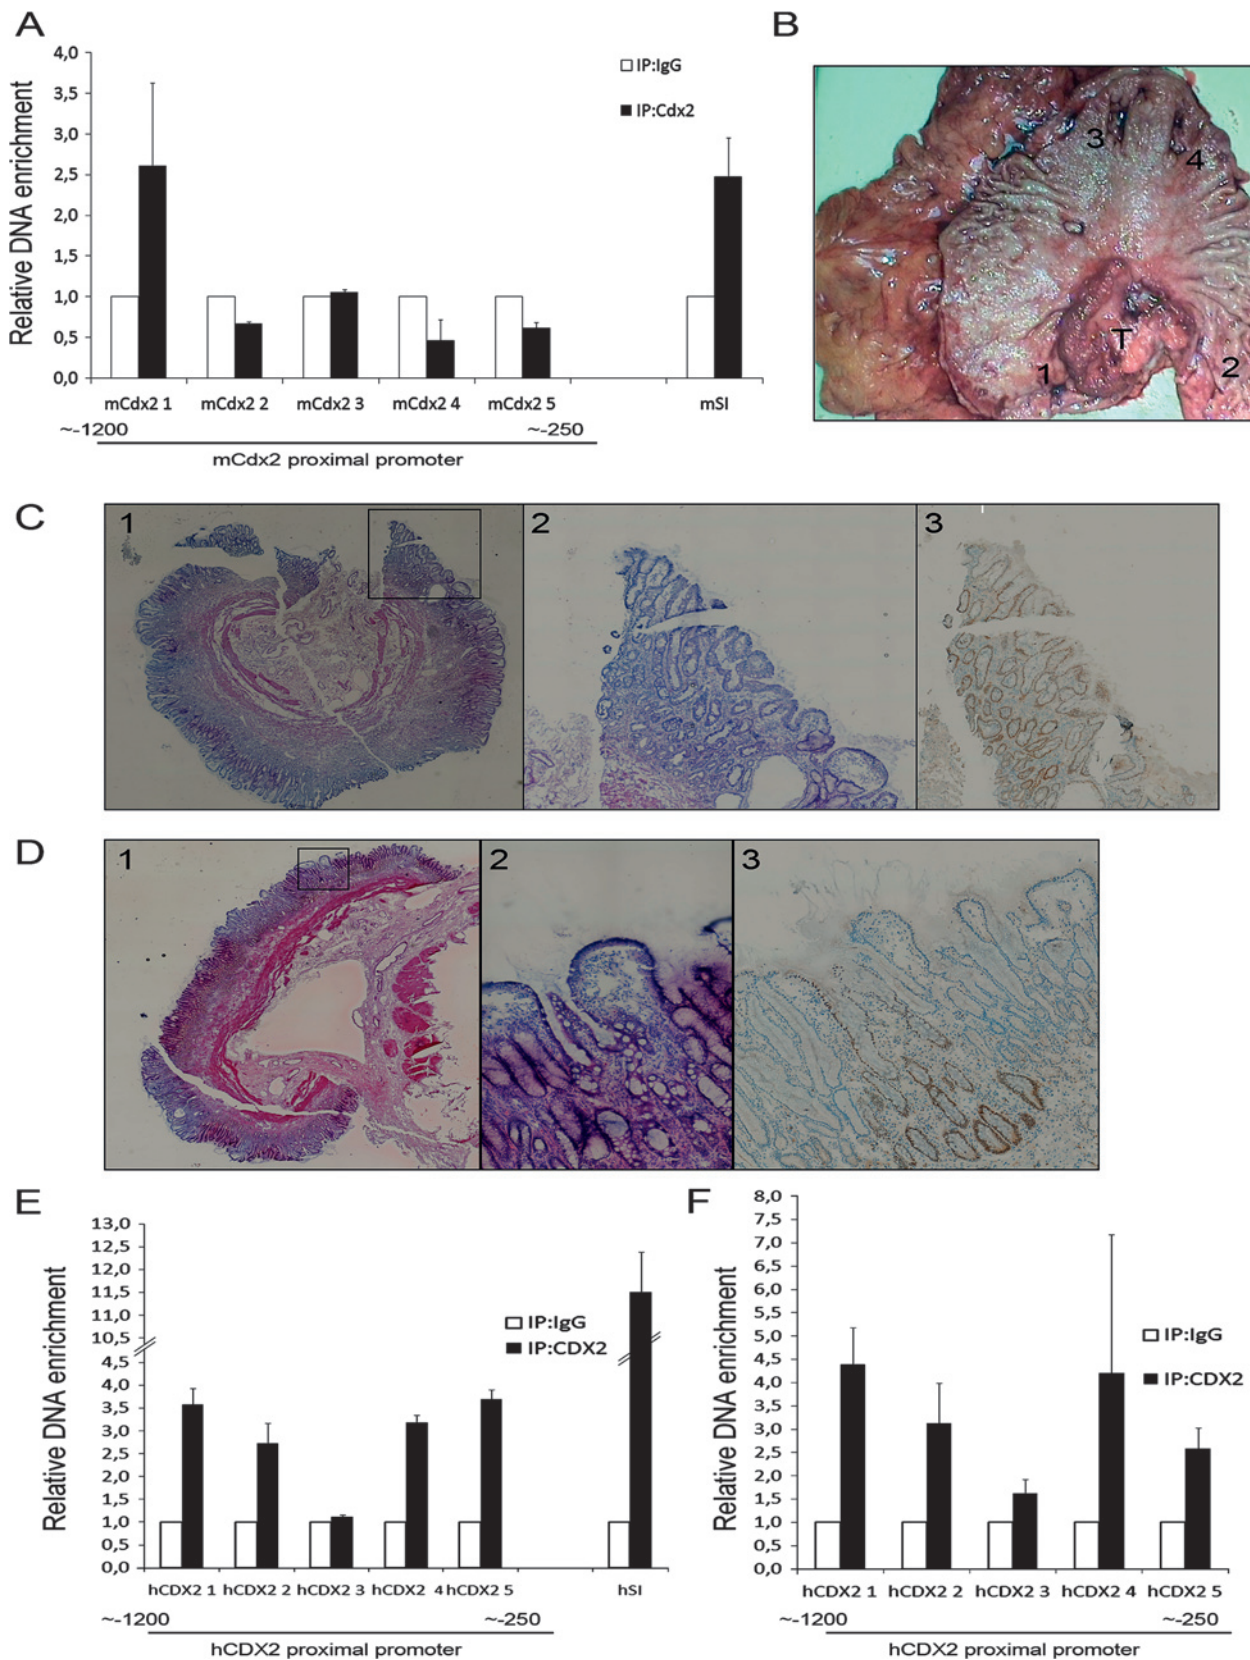 A
Relative DNA enrichment
4,0
3,5
3,0
2,5
2,0
1,5
1,0
0,5
0,0
IP:IgG
IP:Cdx2
mCdx2 1 mCdx2 2 mCdx2 3 mCdx2 4 mCdx2 5 mSI
~-1200 ~-250
mCdx2 proximal promoter
B
3
4
T
1
2
C
1 2 3
D
1 2 3
E
Relative DNA enrichment
13,0
12,5
12,0
11,5
11,0
10,5
4,5
4,0
3,5
3,0
2,5
2,0
1,5
1,0
0,5
0,0
IP:IgG
IP:CDX2
hCDX2 1 hCDX2 2 hCDX2 3 hCDX2 4 hCDX2 5 hSI
~-1200 ~-250
hCDX2 proximal promoter
F
Relative DNA enrichment
8,0
7,5
7,0
6,5
6,0
5,5
5,0
4,5
4,0
3,5
3,0
2,5
2,0
1,5
1,0
0,5
0,0
IP:IgG
IP:CDX2
hCDX2 1 hCDX2 2 hCDX2 3 hCDX2 4 hCDX2 5
~-1200 ~-250
hCDX2 proximal promoter